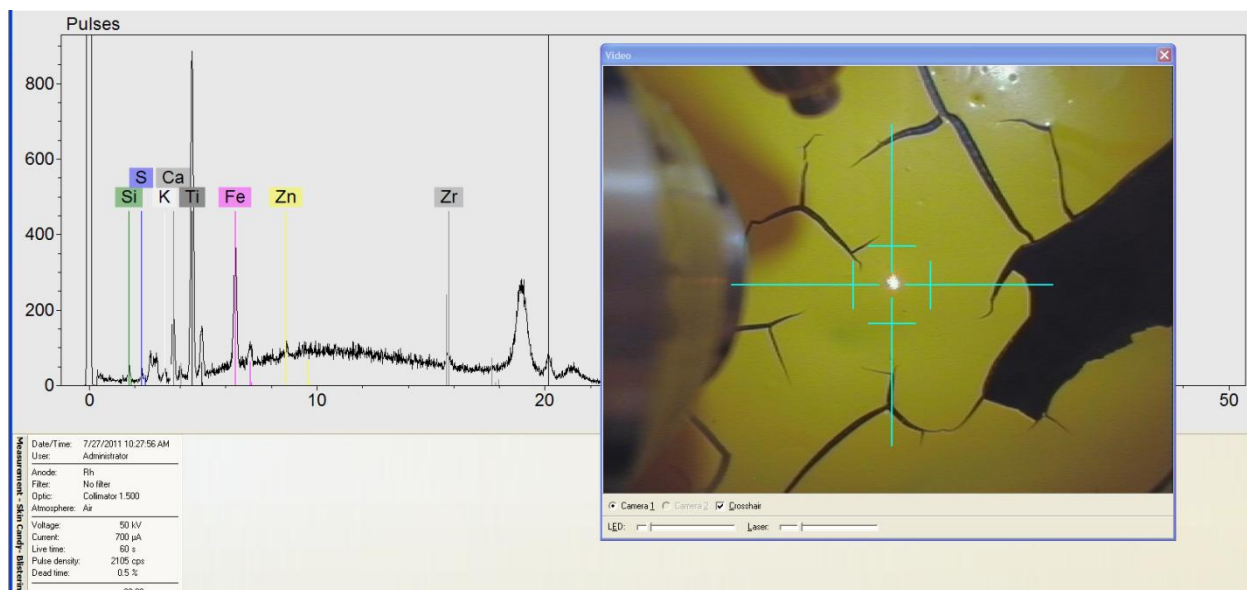 Pulses
800
600
400
200
0
S Ca
Si K Ti Fe Zn Zr
0 10 20 50
Video
Camera 1 Camera 2 Crosshair
LED: Laser:
Measurement - Skin Candy- Blisterin
Date/Time: 7/27/2011 10:27:56 AM
User: Administrator
Anode: Rh
Filter: No filter
Optic: Collimator 1.500
Atmosphere: Air
Voltage: 50 kV
Current: 700 µA
Live time: 60 s
Pulse density: 2105 cps
Dead time: 0.5 %